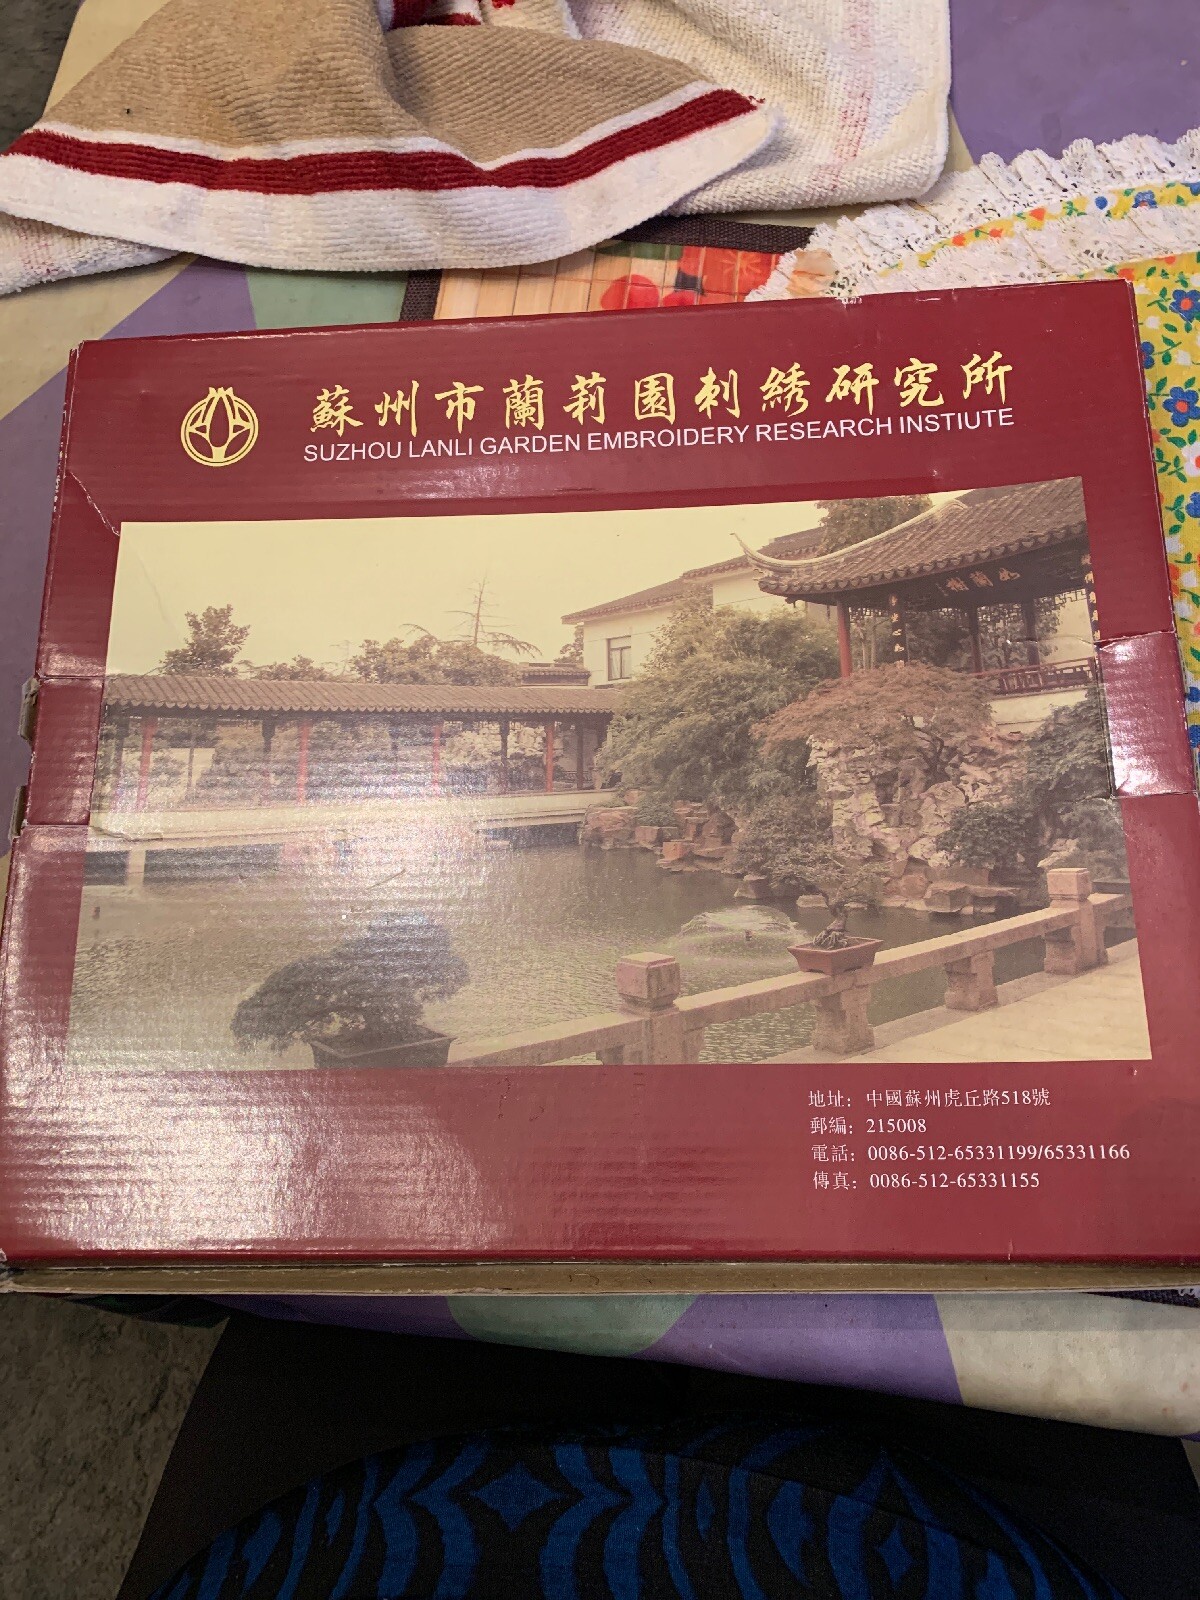 蘇州市蘭莉園刺綉研究所
SUZHOU LANLI GARDEN EMBROIDERY RESEARCH INSTIUTE
地址：中國蘇州虎丘路518號
郵編：215008
電話：0086-512-65331199/65331166
傳真：0086-512-65331155